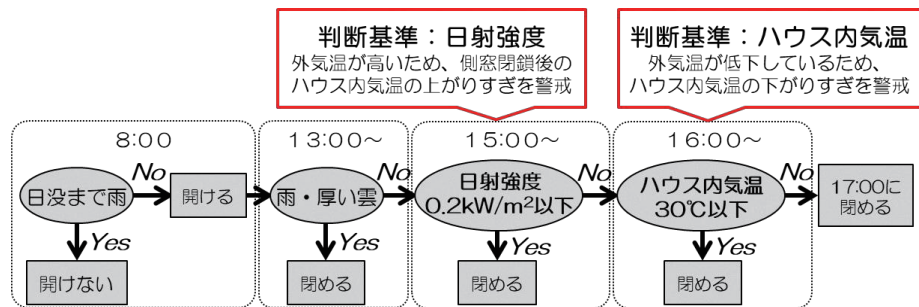 判断基準：日射強度
外気温が高いため、側窓閉鎖後の
ハウス内気温の上がりすぎを警戒
判断基準：ハウス内気温
外気温が低下しているため、
ハウス内気温の下がりすぎを警戒
8:00
13:00～
15:00～
16:00～
日没まで雨
No
開ける
雨・厚い雲
No
日射強度
0.2kW/m²以下
No
ハウス内気温
30℃以下
No
17:00に
閉める
Yes
開けない
Yes
閉める
Yes
閉める
Yes
閉める